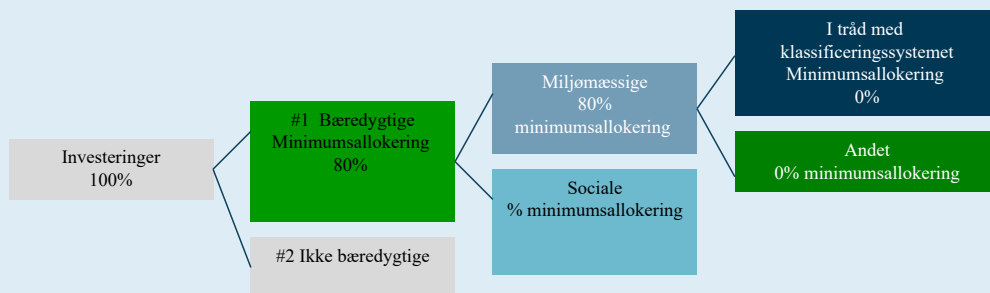 Investeringer
100%
#1 Bæredygtige
Minimumsallokering
80%
#2 Ikke bæredygtige
Miljømæssige
80%
minimumsallokering
Sociale
% minimumsallokering
I tråd med
klassificeringssystemet
Minimumsallokering
0%
Andet
0% minimumsallokering